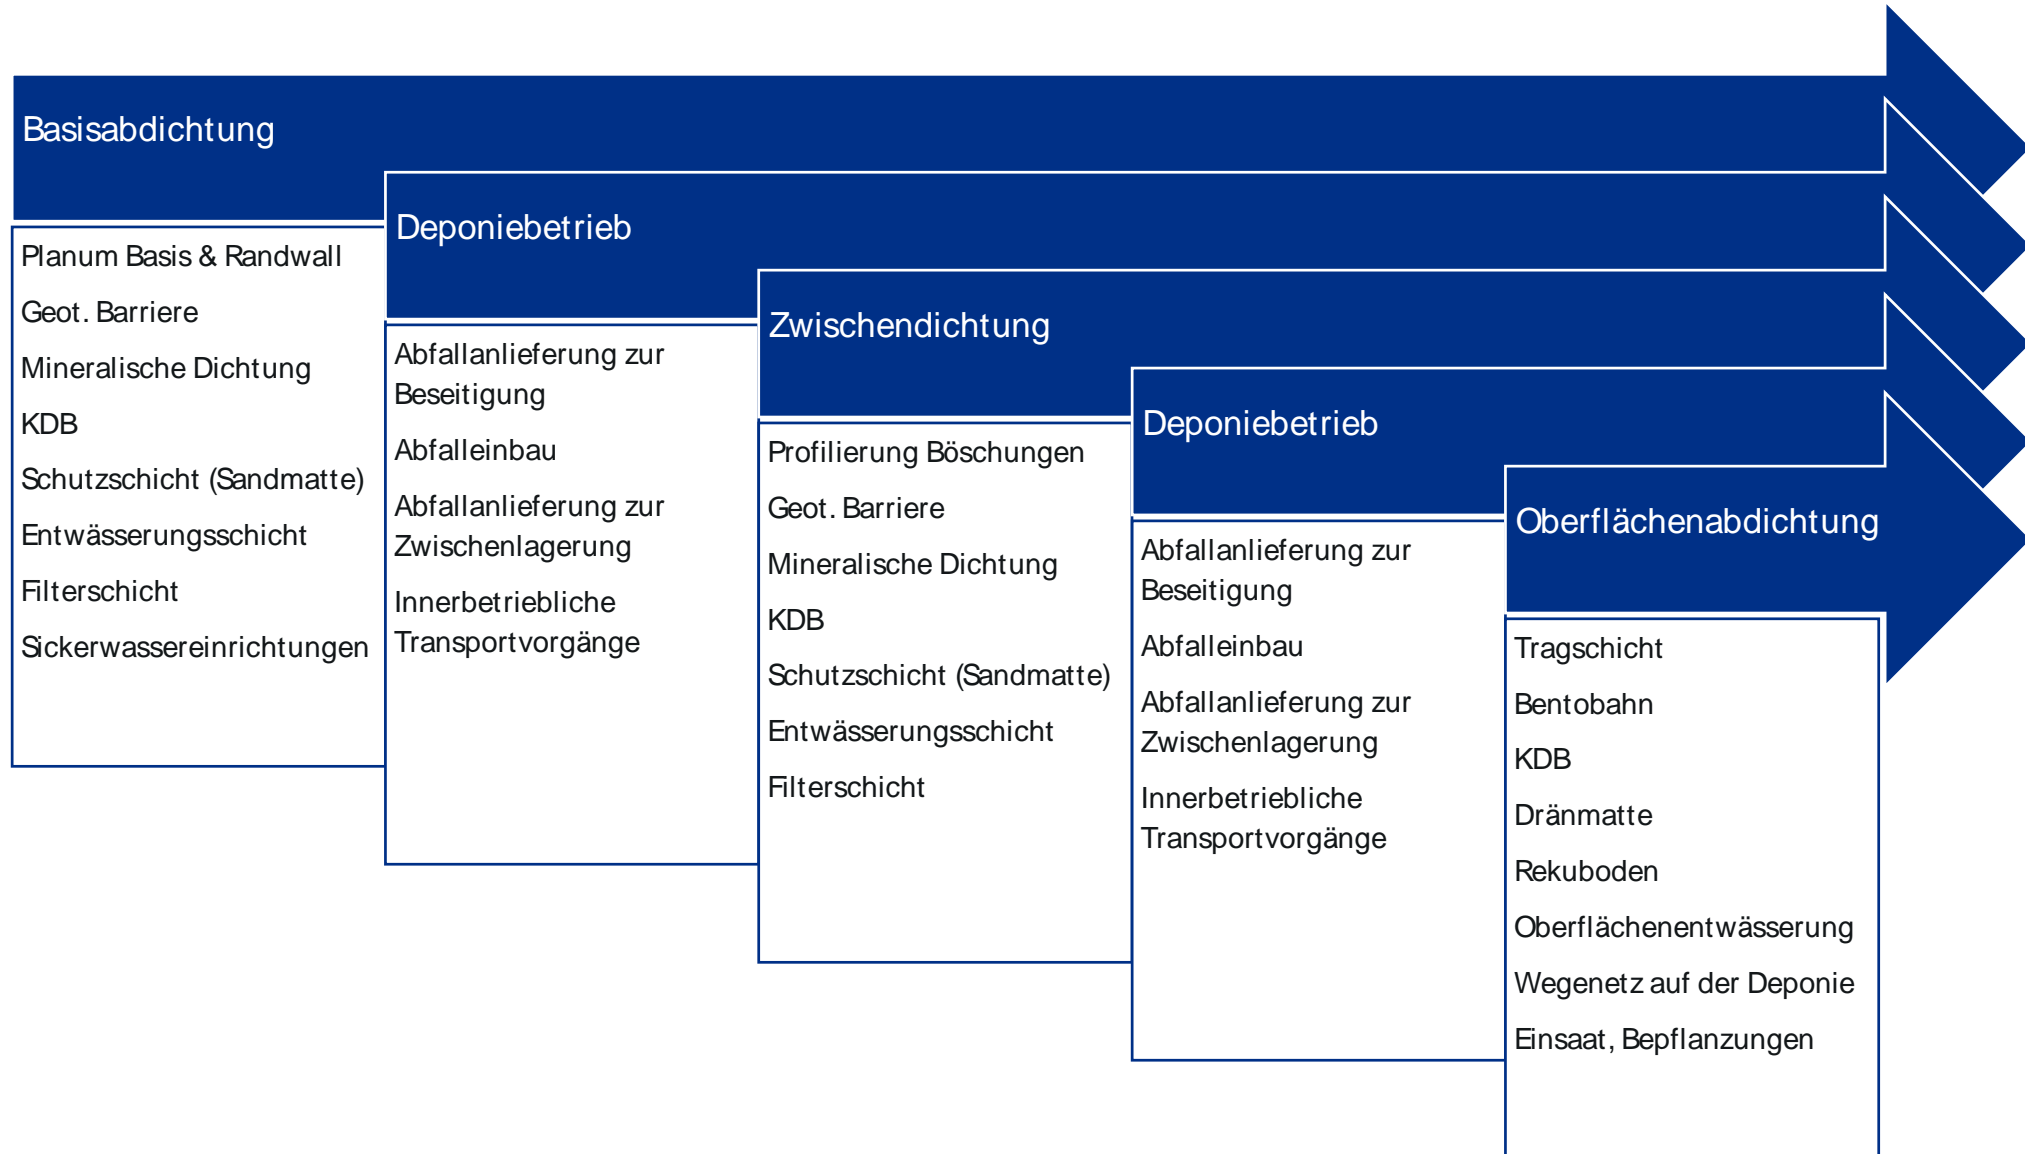 Basisabdichtung
Planum Basis & Randwall
Geot. Barriere
Mineralische Dichtung
KDB
Schutzschicht (Sandmatte)
Entwässerungsschicht
Filterschicht
Sickerwassereinrichtungen
Deponiebetrieb
Abfallanlieferung zur
Beseitigung
Abfalleinbau
Abfallanlieferung zur
Zwischenlagerung
Innerbetriebliche
Transportvorgänge
Zwischendichtung
Profilierung Böschungen
Geot. Barriere
Mineralische Dichtung
KDB
Schutzschicht (Sandmatte)
Entwässerungsschicht
Filterschicht
Deponiebetrieb
Abfallanlieferung zur
Beseitigung
Abfalleinbau
Abfallanlieferung zur
Zwischenlagerung
Innerbetriebliche
Transportvorgänge
Oberflächenabdichtung
Tragschicht
Bentobahn
KDB
Dränmatte
Rekuboden
Oberflächenentwässerung
Wegenetz auf der Deponie
Einsaat, Bepflanzungen